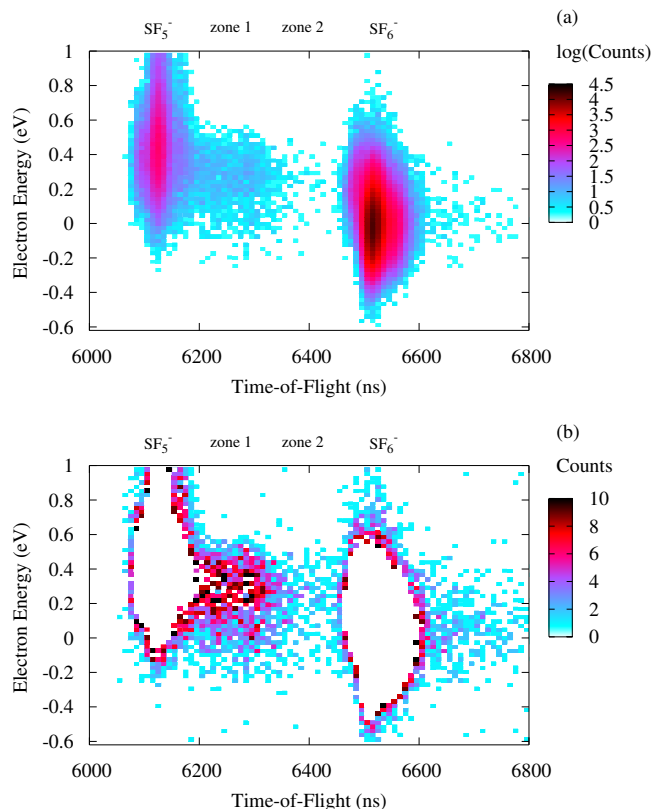 (a)
SF₅⁻ zone 1 zone 2 SF₆⁻
log(Counts)
Electron Energy (eV)
1
0.8
0.6
0.4
0.2
0
-0.2
-0.4
-0.6
4.5
4
3.5
3
2.5
2
1.5
1
0.5
0
6000 6200 6400 6600 6800
Time-of-Flight (ns)
(b)
SF₅⁻ zone 1 zone 2 SF₆⁻
Counts
Electron Energy (eV)
1
0.8
0.6
0.4
0.2
0
-0.2
-0.4
-0.6
10
8
6
4
2
0
6000 6200 6400 6600 6800
Time-of-Flight (ns)